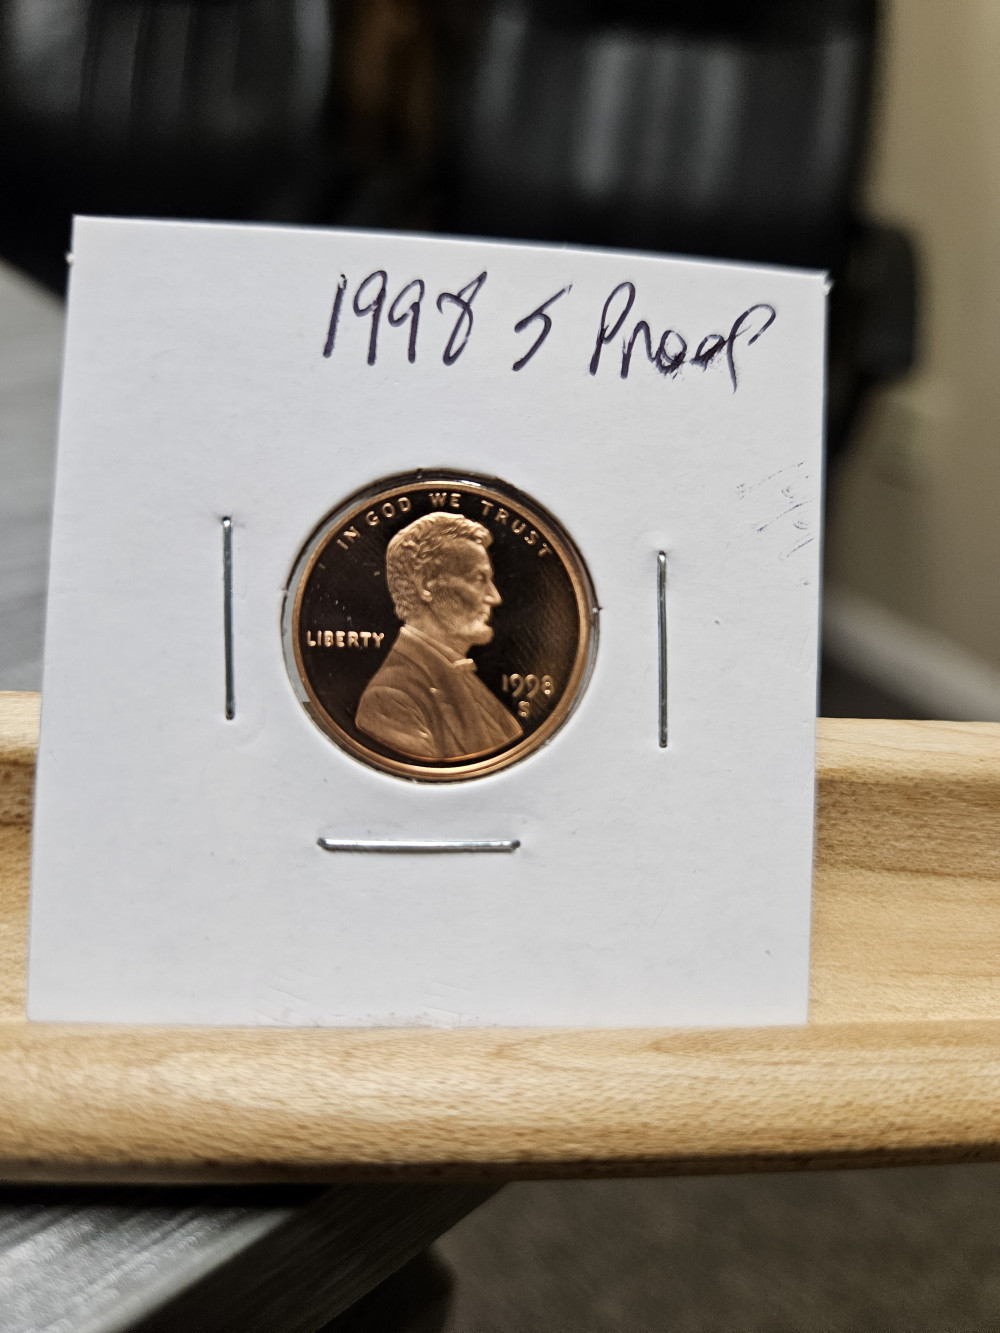 1998 S Proof
IN GOD WE TRUST
LIBERTY
1998
S